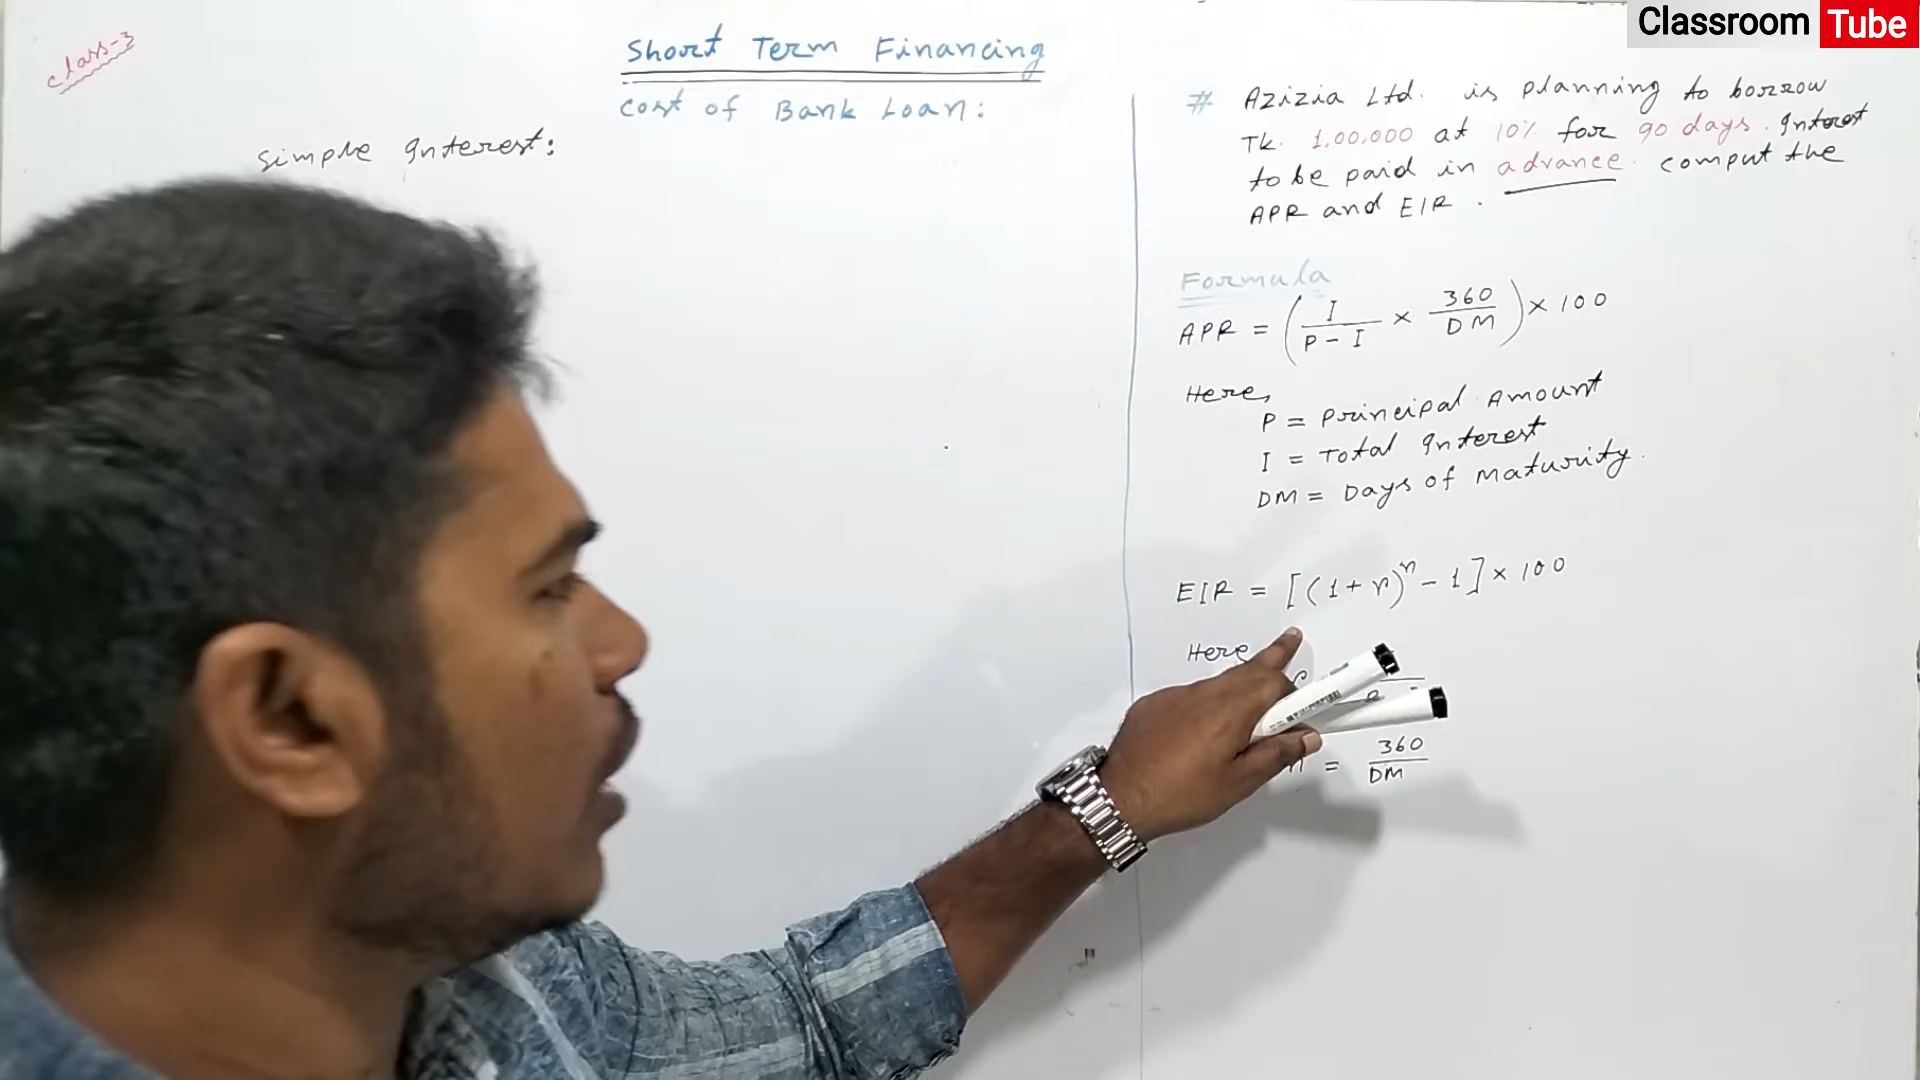 Classroom Tube
class-3
Short Term Financing
Cost of Bank Loan:
Simple Interest:
# Azizia Ltd. is planning to borrow
TK. 1,00,000 at 10% for 90 days. Interest
to be paid in advance. comput the
APR and EIR.
Formula
APR = ( I / P - I × 360 / DM ) × 100
Here,
P = Principal Amount
I = Total Interest
DM = Days of maturity.
EIR = [(1 + r)^n - 1] × 100
Here
n = 360 / DM